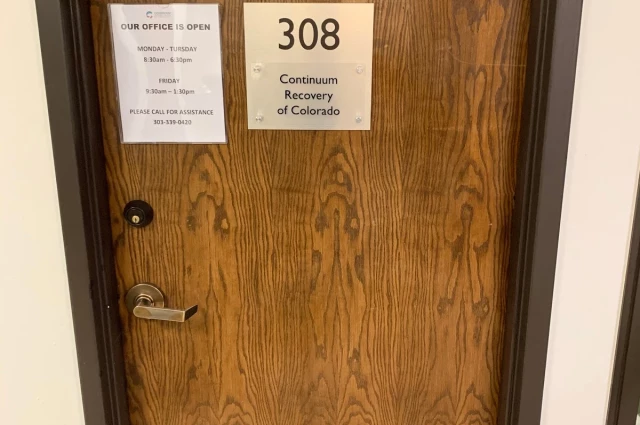 OUR OFFICE IS OPEN
MONDAY - TUESDAY
8:30am - 6:30pm
FRIDAY
9:30am – 1:30pm
PLEASE CALL FOR ASSISTANCE
303-339-0420
308
Continuum
Recovery
of Colorado